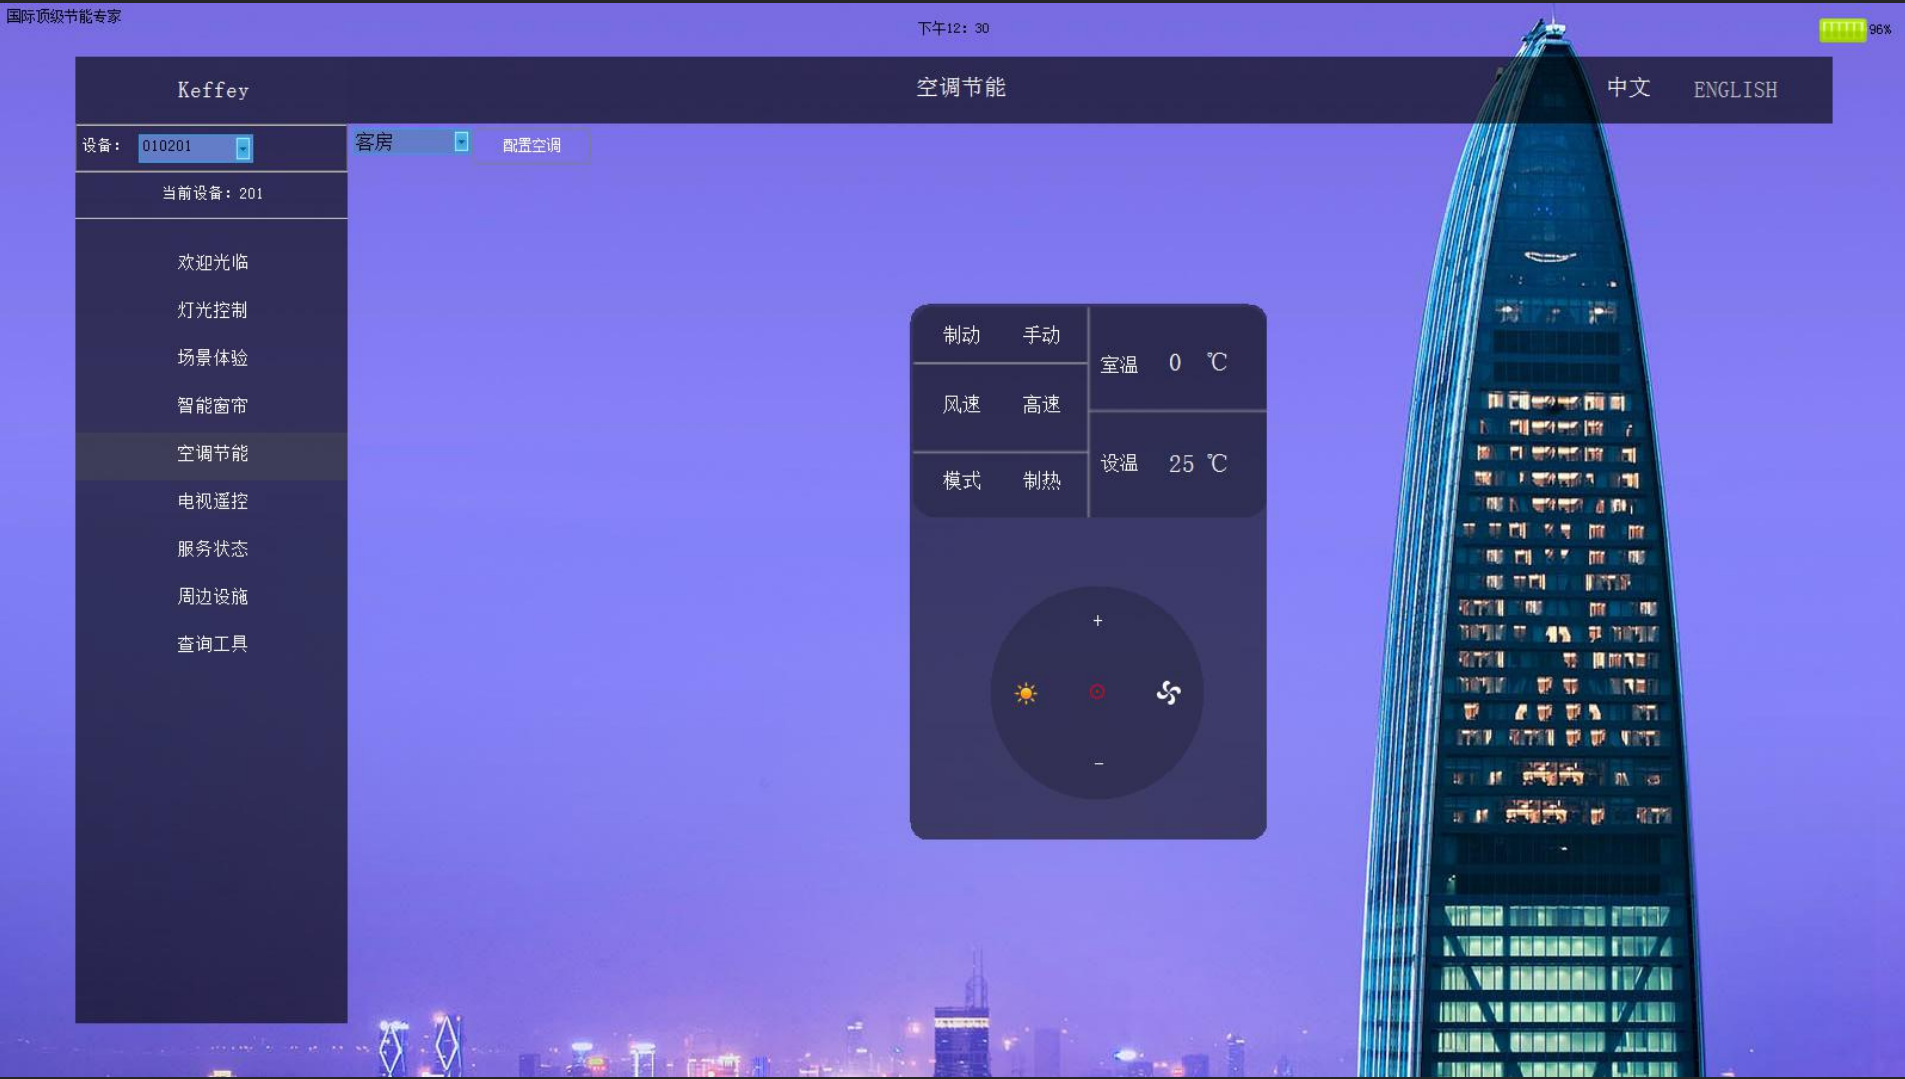 国际顶级节能专家
下午12: 30
96%
Keffey
空调节能
中文
ENGLISH
设备:
010201
客房
配置空调
当前设备: 201
欢迎光临
灯光控制
场景体验
智能窗帘
空调节能
电视遥控
服务状态
周边设施
查询工具
制动 手动
室温 0 ℃
风速 高速
设温 25 ℃
模式 制热
+
−